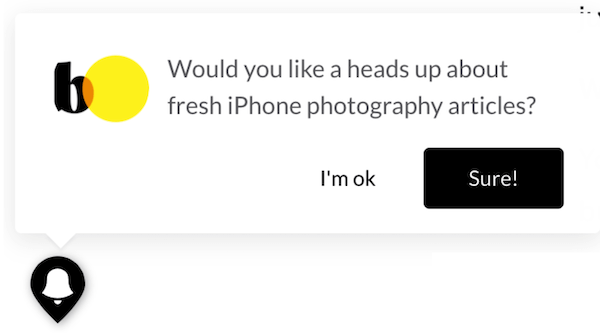 b
Would you like a heads up about
fresh iPhone photography articles?
I'm ok
Sure!